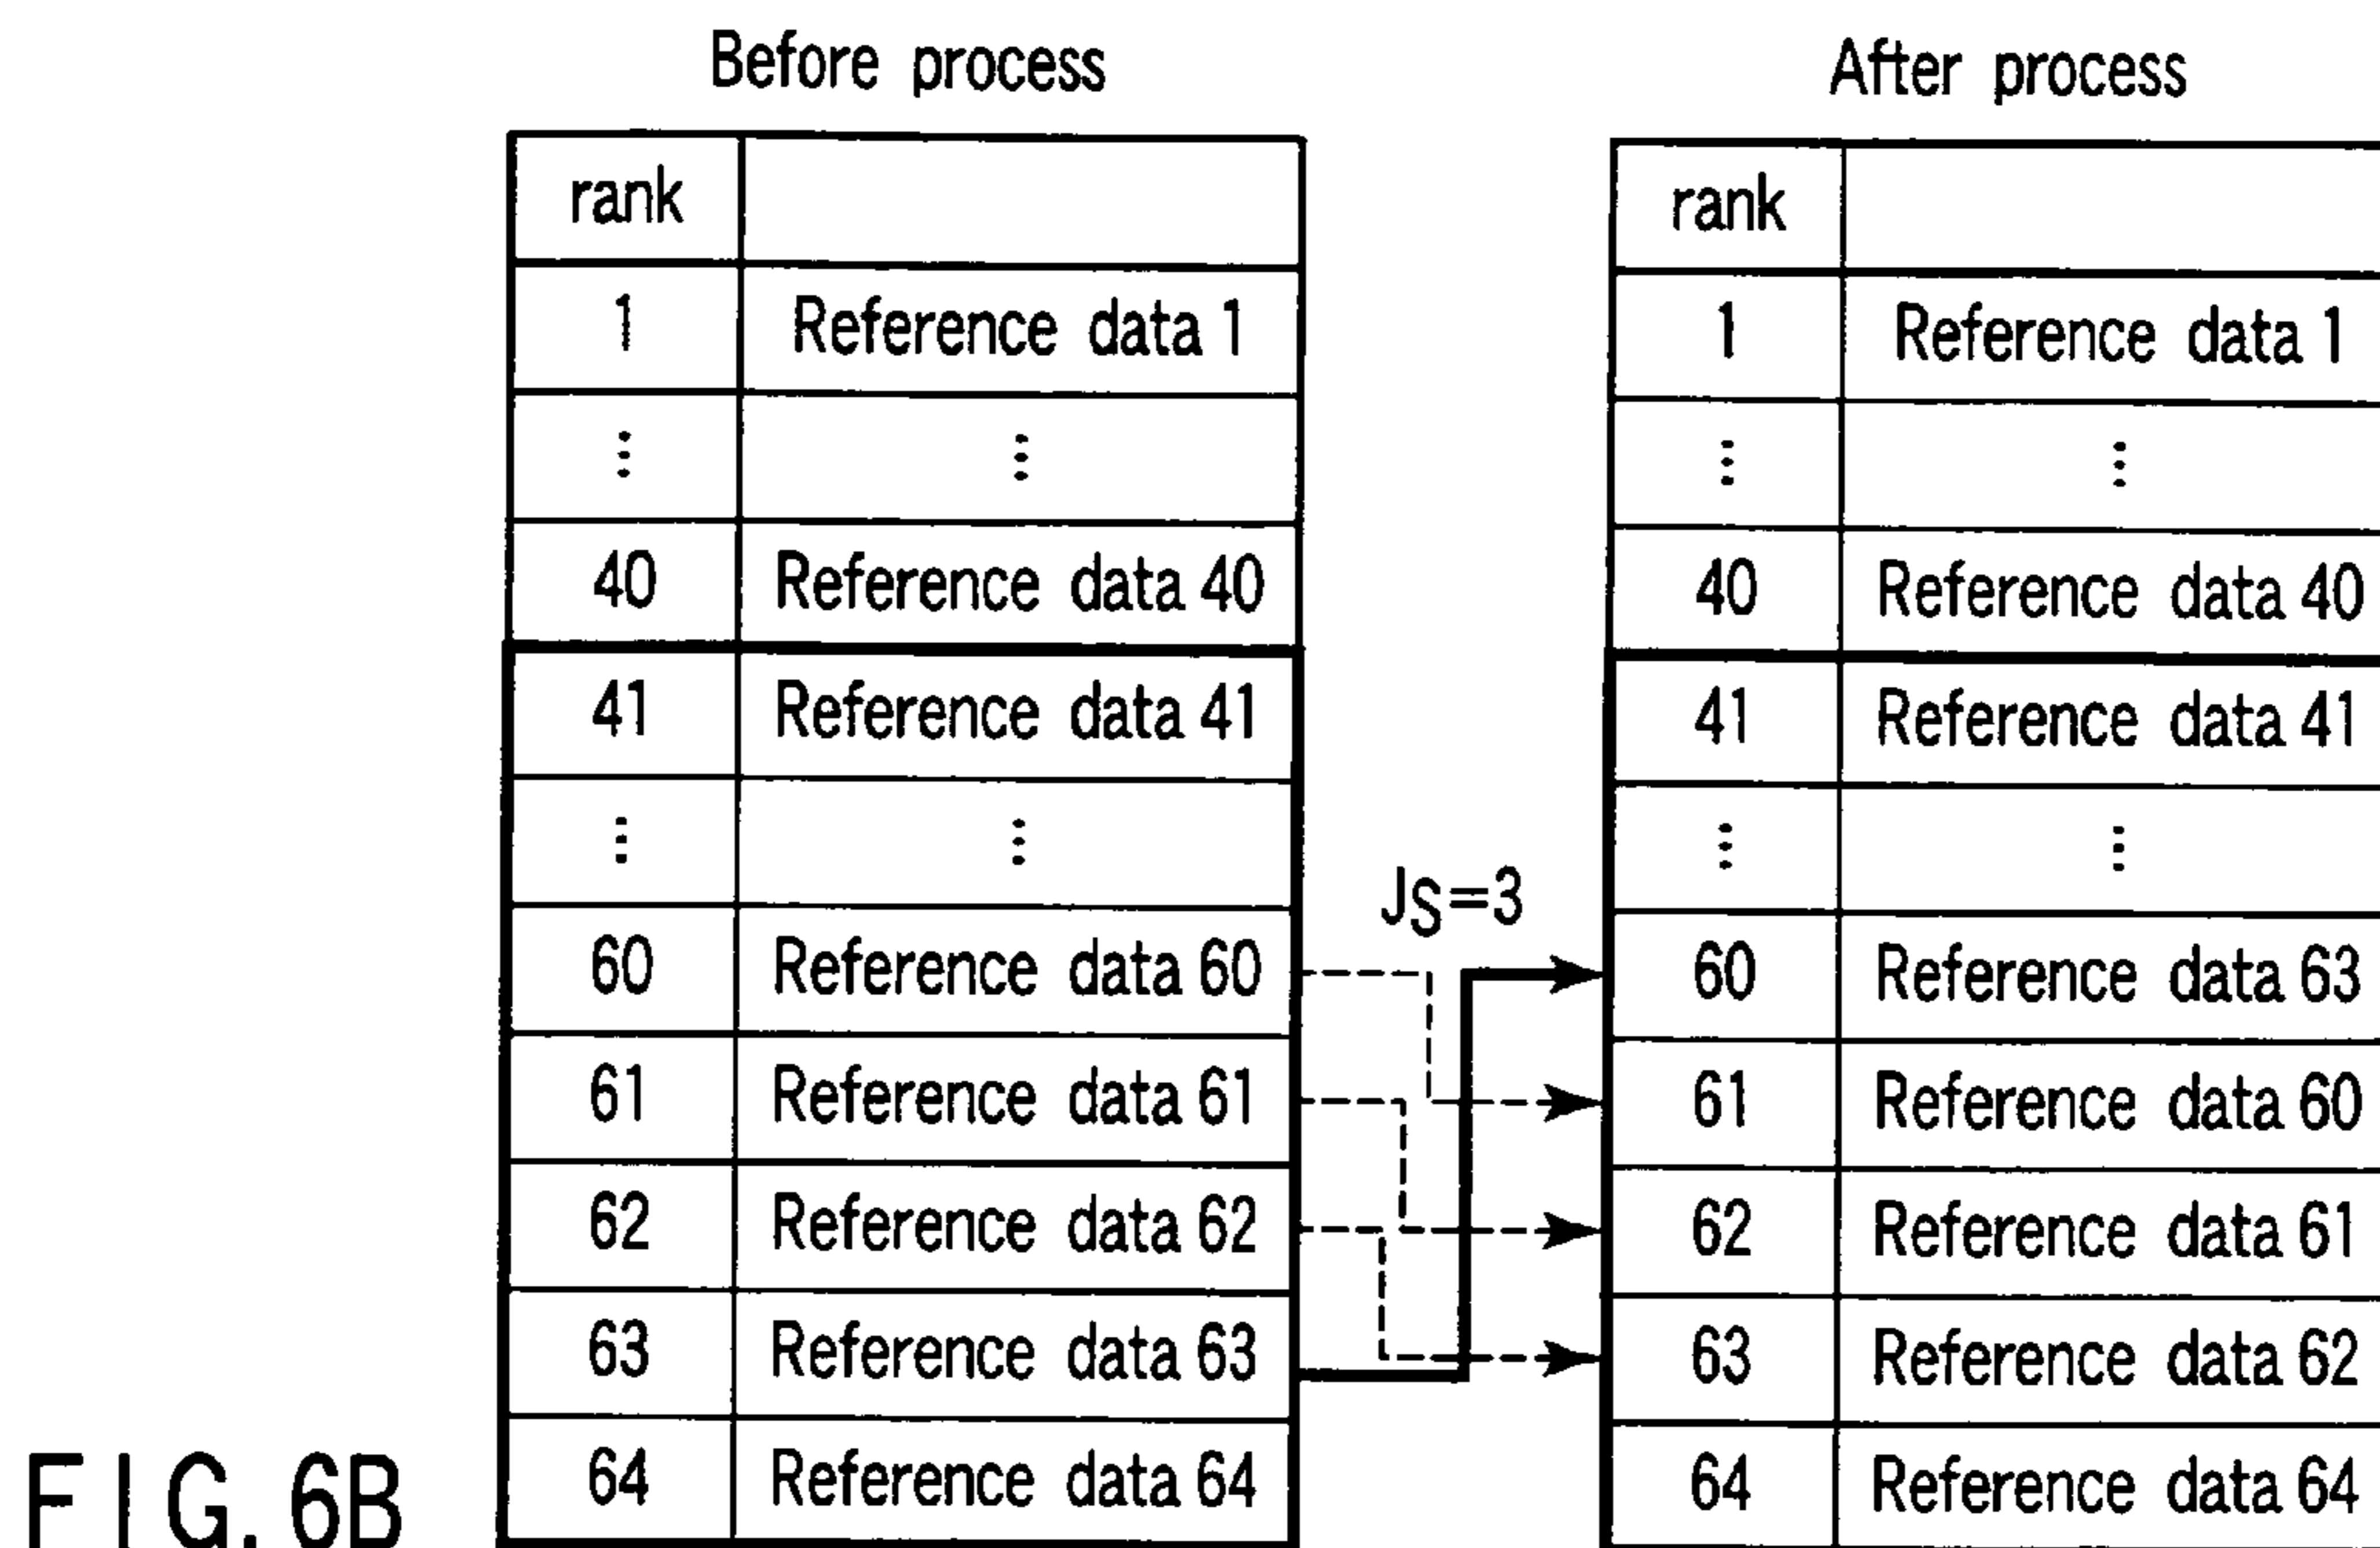 Before process
After process
rank
rank
1 Reference data 1
1 Reference data 1
⋮ ⋮
⋮ ⋮
40 Reference data 40
40 Reference data 40
41 Reference data 41
41 Reference data 41
⋮ ⋮
⋮ ⋮
JS=3
60 Reference data 60
60 Reference data 63
61 Reference data 61
61 Reference data 60
62 Reference data 62
62 Reference data 61
63 Reference data 63
63 Reference data 62
64 Reference data 64
64 Reference data 64
FIG. 6B